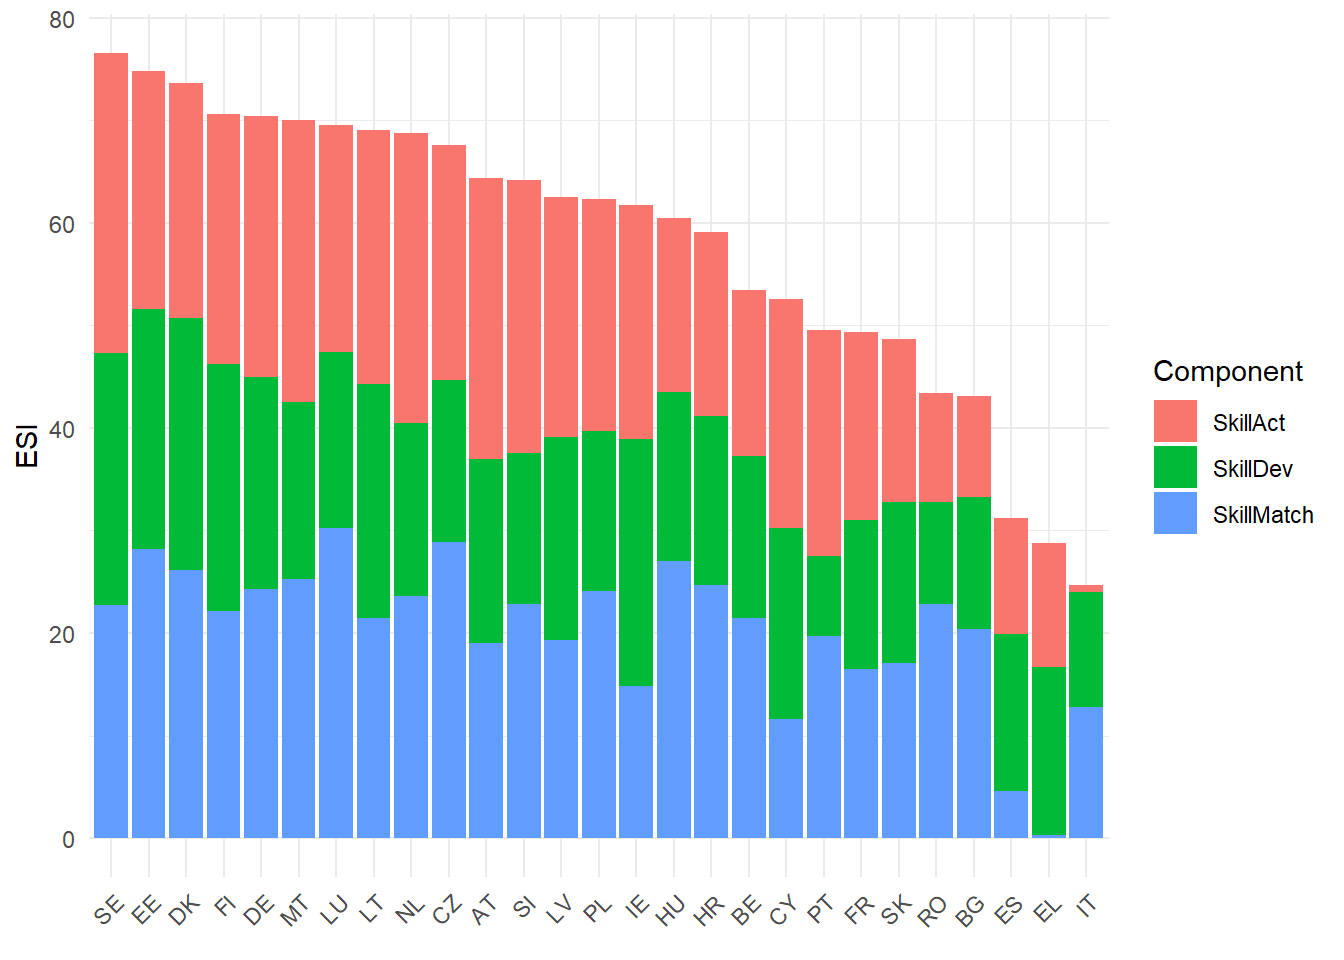 80
60
40
20
0
ESI
SE EE DK FI DE MT LU LT NL CZ AT SI LV PL IE HU HR BE CY PT FR SK RO BG ES EL IT
Component
SkillAct
SkillDev
SkillMatch